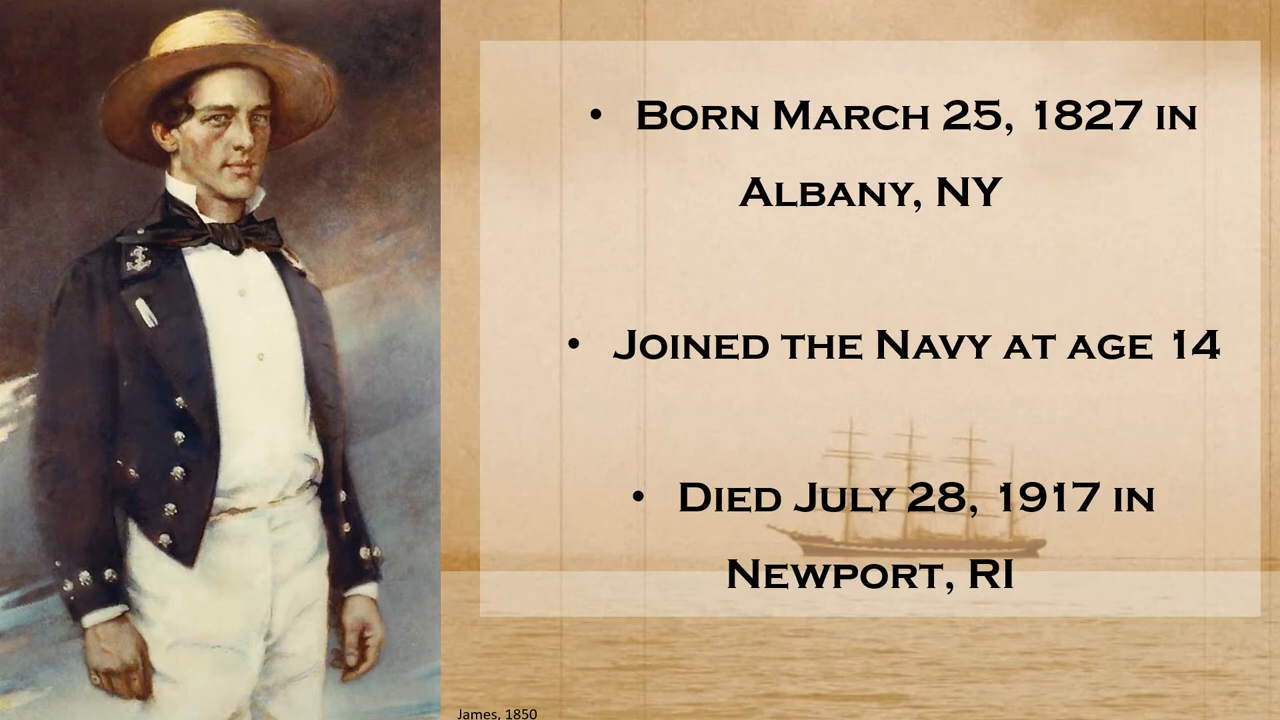 • Born March 25, 1827 in
Albany, NY
• Joined the Navy at age 14
• Died July 28, 1917 in
Newport, RI
James, 1850